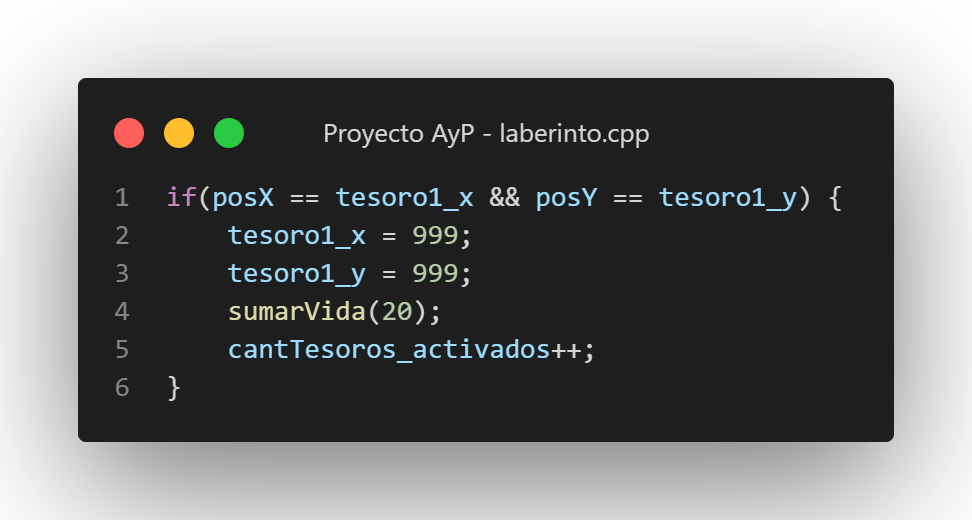 Proyecto AyP - laberinto.cpp
1 if(posX == tesoro1_x && posY == tesoro1_y) {
2     tesoro1_x = 999;
3     tesoro1_y = 999;
4     sumarVida(20);
5     cantTesoros_activados++;
6 }